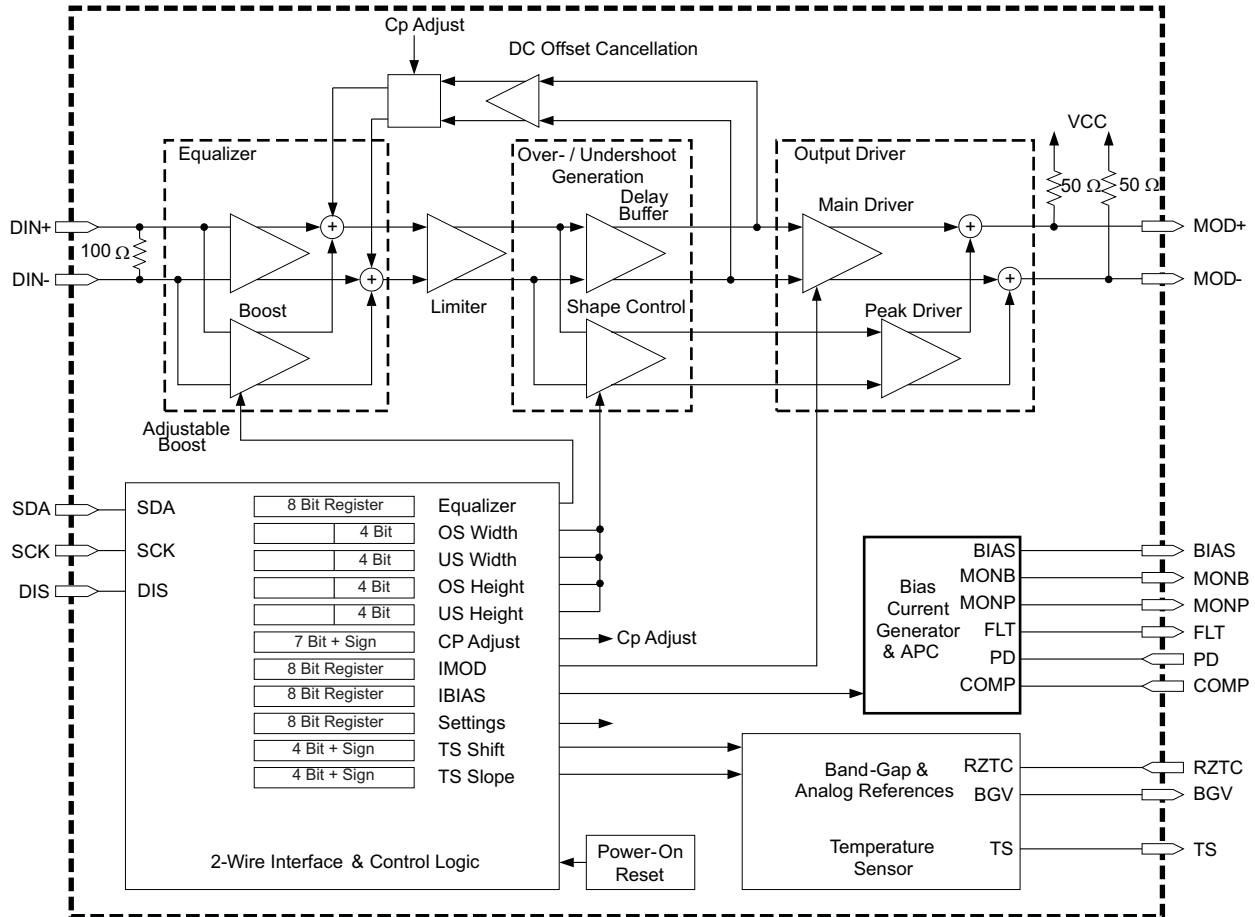 Cp Adjust
DC Offset Cancellation
VCC
Equalizer
Over- / Undershoot
Generation
Output Driver
50 Ω
50 Ω
Delay
Buffer
Main Driver
DIN+
MOD+
100 Ω
DIN-
MOD-
Boost
Limiter
Shape Control
Peak Driver
Adjustable
Boost
SDA
SDA
8 Bit Register
Equalizer
4 Bit
OS Width
SCK
SCK
4 Bit
US Width
DIS
DIS
4 Bit
OS Height
4 Bit
US Height
7 Bit + Sign
CP Adjust
Cp Adjust
8 Bit Register
IMOD
8 Bit Register
IBIAS
8 Bit Register
Settings
4 Bit + Sign
TS Shift
4 Bit + Sign
TS Slope
2-Wire Interface & Control Logic
Power-On
Reset
Bias
Current
Generator
& APC
BIAS
BIAS
MONB
MONB
MONP
MONP
FLT
FLT
PD
PD
COMP
COMP
Band-Gap &
Analog References
RZTC
RZTC
BGV
BGV
Temperature
Sensor
TS
TS